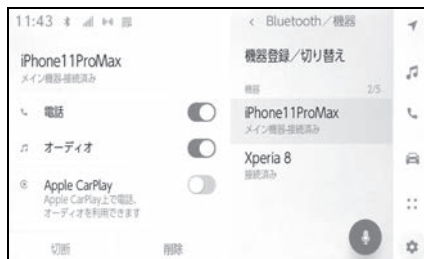 11:43
iPhone11ProMax
メイン機器-接続済み
電話
オーディオ
Apple CarPlay
Apple CarPlay上で電話、
オーディオを利用できます
切断 削除
< Bluetooth／機器
機器登録／切り替え
機器 2/5
iPhone11ProMax
メイン機器-接続済み
Xperia 8
接続済み